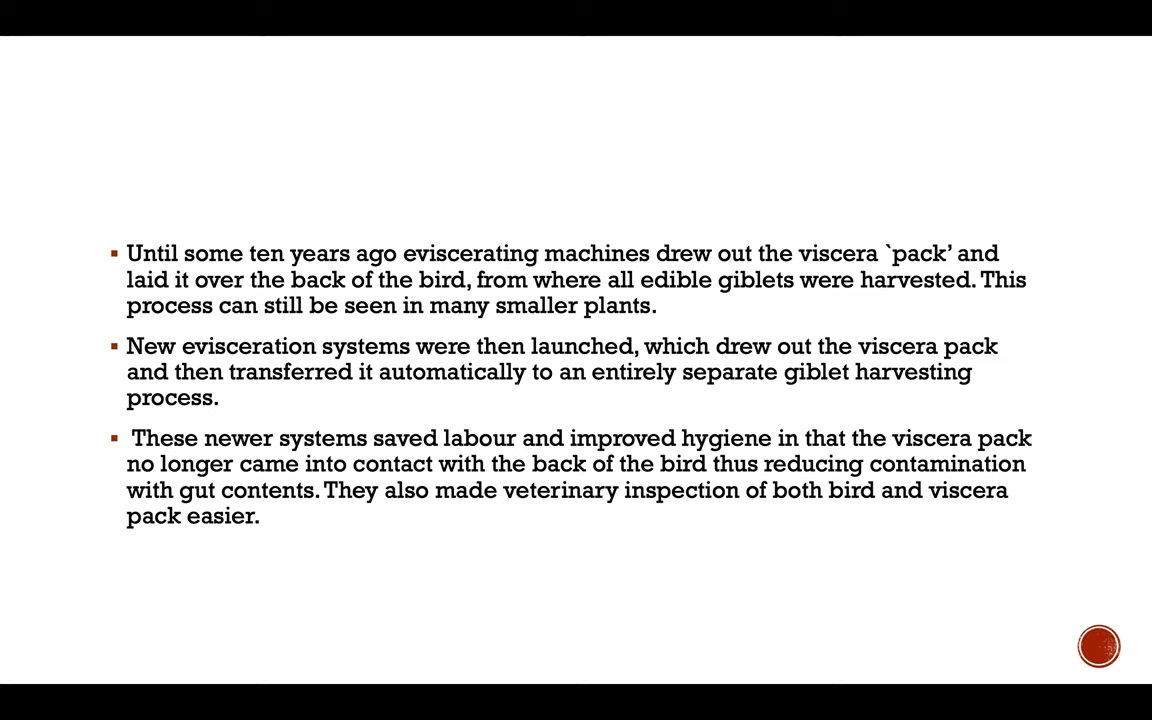 ▪ Until some ten years ago eviscerating machines drew out the viscera `pack’ and
laid it over the back of the bird, from where all edible giblets were harvested. This
process can still be seen in many smaller plants.
▪ New evisceration systems were then launched, which drew out the viscera pack
and then transferred it automatically to an entirely separate giblet harvesting
process.
▪ These newer systems saved labour and improved hygiene in that the viscera pack
no longer came into contact with the back of the bird thus reducing contamination
with gut contents. They also made veterinary inspection of both bird and viscera
pack easier.